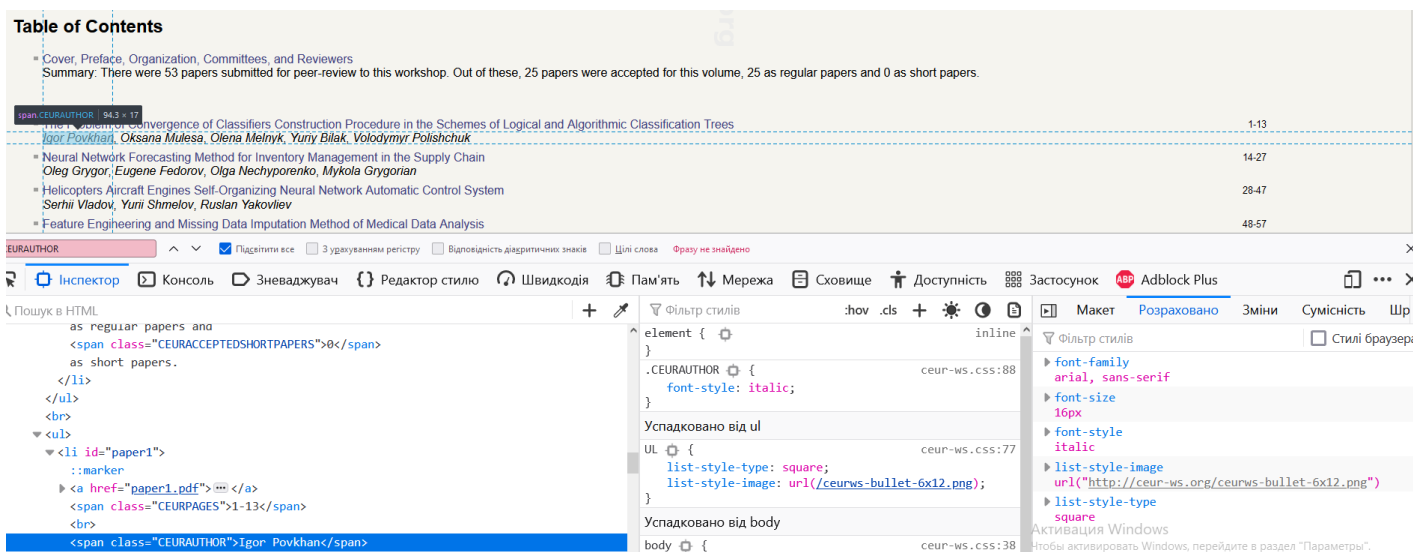 Table of Contents
Cover, Preface, Organization, Committees, and Reviewers
Summary: There were 53 papers submitted for peer-review to this workshop. Out of these, 25 papers were accepted for this volume, 25 as regular papers and 0 as short papers.
span.CEURAUTHOR | 94.3 × 17
The Problem of Convergence of Classifiers Construction Procedure in the Schemes of Logical and Algorithmic Classification Trees 1-13
Igor Povkhan, Oksana Mulesa, Olena Melnyk, Yuriy Bilak, Volodymyr Polishchuk
Neural Network Forecasting Method for Inventory Management in the Supply Chain 14-27
Oleg Grygor, Eugene Fedorov, Olga Nechyporenko, Mykola Grygorian
Helicopters Aircraft Engines Self-Organizing Neural Network Automatic Control System 28-47
Serhii Vladov, Yurii Shmelov, Ruslan Yakovliev
Feature Engineering and Missing Data Imputation Method of Medical Data Analysis 48-57
CEURAUTHOR Підсвітити все З урахуванням регістру Відповідність діакритичних знаків Цілі слова Фразу не знайдено
Інспектор Консоль Зневаджувач Редактор стилю Швидкодія Пам'ять Мережа Сховище Доступність Застосунок ABP Adblock Plus
Пошук в HTML + Фільтр стилів :hov .cls + Макет Розраховано Зміни Сумісність Шр
as regular papers and
<span class="CEURACCEPTEDSHORTPAPERS">0</span>
as short papers.
</li>
</ul>
<br>
<ul>
<li id="paper1">
::marker
<a href="paper1.pdf"> </a>
<span class="CEURPAGES">1-13</span>
<br>
<span class="CEURAUTHOR">Igor Povkhan</span>
element { inline
}
.CEURAUTHOR { ceur-ws.css:88
font-style: italic;
}
Успадковано від ul
UL { ceur-ws.css:77
list-style-type: square;
list-style-image: url(/ceurws-bullet-6x12.png);
}
Успадковано від body
body { ceur-ws.css:38
Фільтр стилів Стилі браузера
font-family
arial, sans-serif
font-size
16px
font-style
italic
list-style-image
url("http://ceur-ws.org/ceurws-bullet-6x12.png")
list-style-type
square
Активация Windows
Чтобы активировать Windows, перейдите в раздел "Параметры".